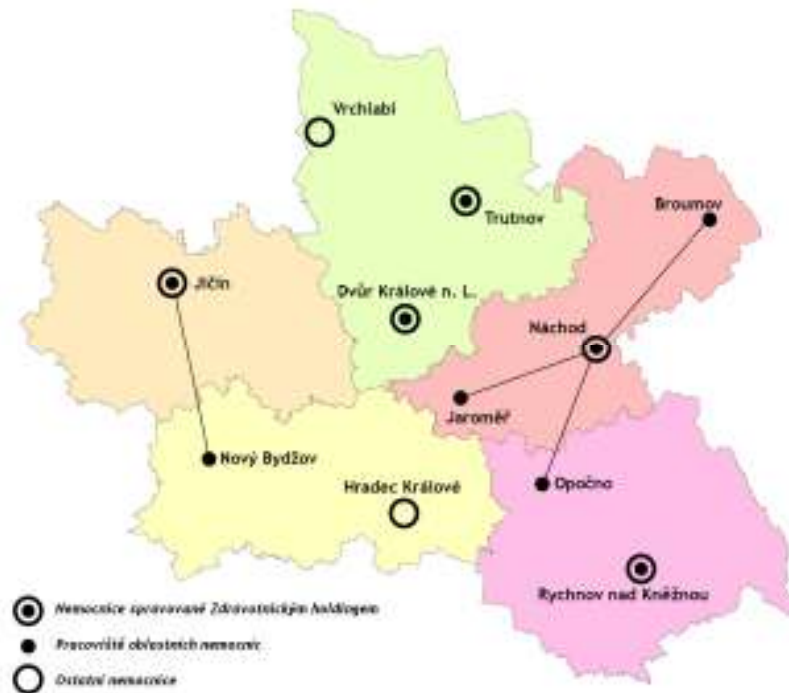 Vrchlabí
Trutnov
Broumov
Jičín
Dvůr Králové n. L.
Náchod
Jaroměř
Nový Bydžov
Hradec Králové
Opočno
Rychnov nad Kněžnou
Nemocnice spravované Zdravotnickým holdingem
Pracoviště oblastních nemocnic
Ostatní nemocnice